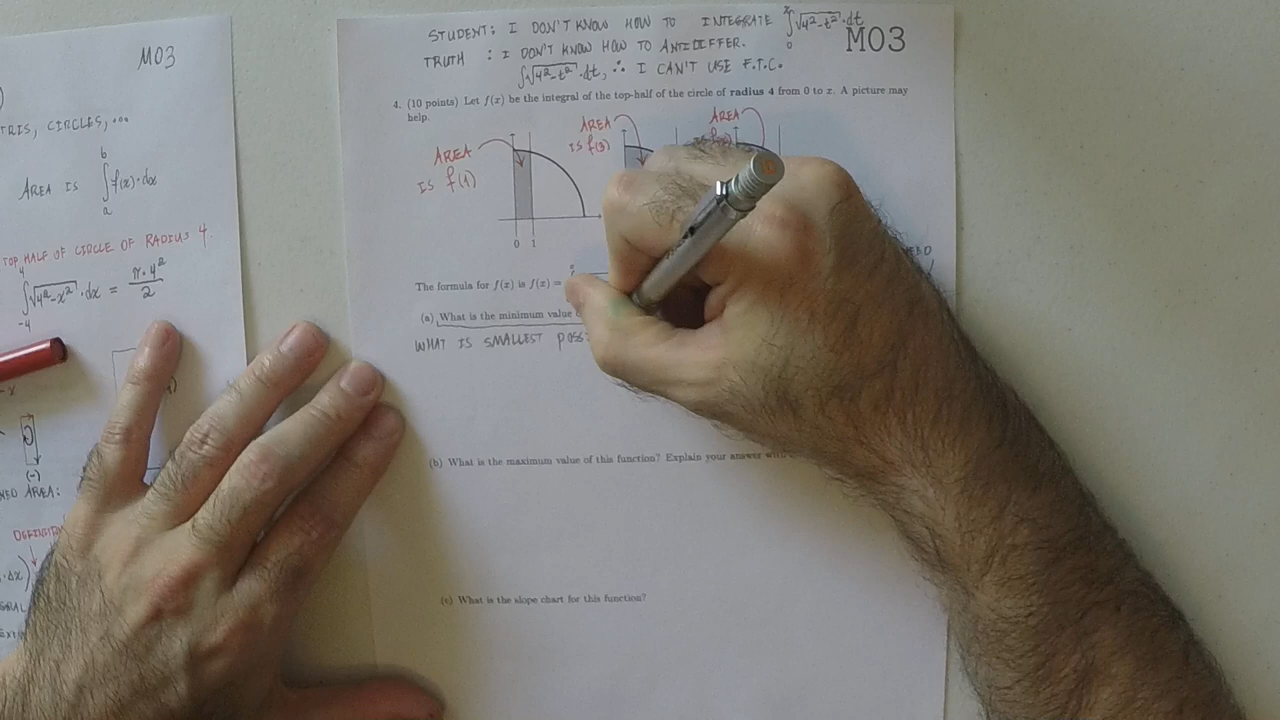 M03
TRIS, CIRCLES, ...
AREA IS ∫_a^b f(x)·dx
TOP HALF OF CIRCLE OF RADIUS 4.
∫_{-4}^{4} √(4²-x²)·dx = π·4²/2
(-)
NED AREA:
·Δx)
STUDENT: I DON'T KNOW HOW TO INTEGRATE ∫_0^x √(4²-t²)·dt
M03
TRUTH : I DON'T KNOW HOW TO ANTIDIFFER.
∫√(4²-t²)·dt, ∴ I CAN'T USE F.T.C.
4. (10 points) Let f(x) be the integral of the top-half of the circle of radius 4 from 0 to x. A picture may
help.
AREA
IS f(1)
AREA
IS f(3)
AREA
0 1
The formula for f(x) is f(x) =
(a) What is the minimum value
WHAT IS SMALLEST
(b) What is the maximum value of this function? Explain your answer
(c) What is the slope chart for this function?